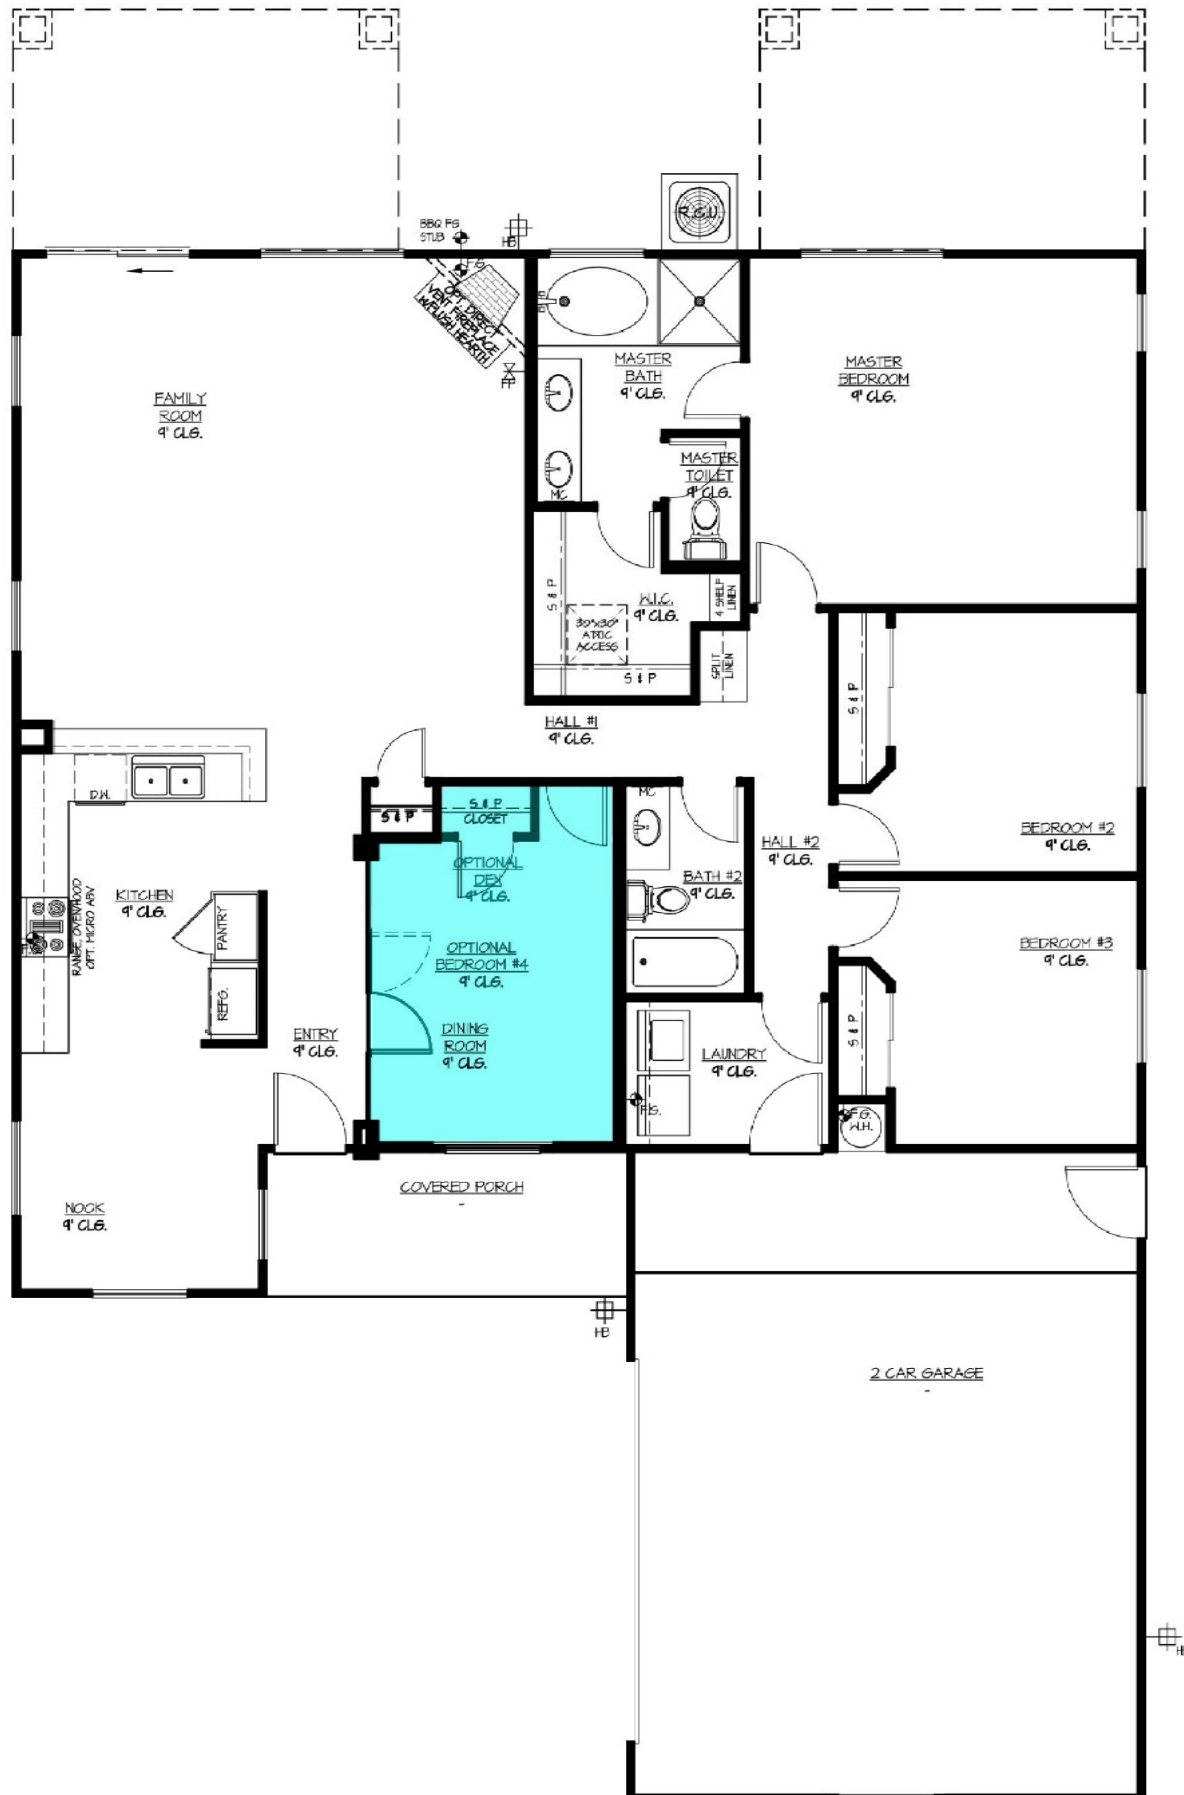 BBQ FG
STUB
HB
R.C.U.
F.G.
OPT. DIRECT
VENT FIREPLACE
W/FLUSH HEARTH
FP
FAMILY
ROOM
9' CLG.
MASTER
BATH
9' CLG.
MC
MASTER
TOILET
9' CLG.
MASTER
BEDROOM
9' CLG.
S & P
W.I.C.
9' CLG.
4 SHELF
LINEN
30"x30"
ATTIC
ACCESS
S & P
SPLIT
LINEN
HALL #1
9' CLG.
S & P
BEDROOM #2
9' CLG.
D.W.
S & P
S & P
CLOSET
MC
HALL #2
9' CLG.
OPTIONAL
DEX
9' CLG.
BATH #2
9' CLG.
KITCHEN
9' CLG.
RANGE, OVEN/HOOD
OPT. MICRO ABV
PANTRY
REFG.
OPTIONAL
BEDROOM #4
9' CLG.
BEDROOM #3
9' CLG.
ENTRY
9' CLG.
DINING
ROOM
9' CLG.
LAUNDRY
9' CLG.
S & P
F.G.
F.G.
W.H.
NOOK
9' CLG.
COVERED PORCH
-
HB
2 CAR GARAGE
-